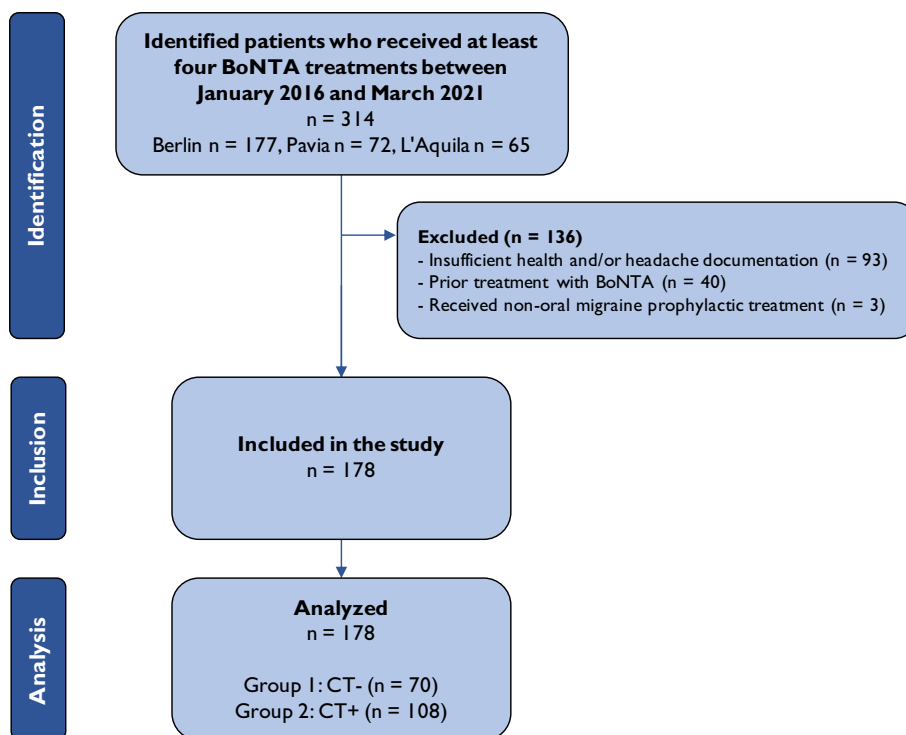 Identification
Identified patients who received at least
four BoNTA treatments between
January 2016 and March 2021
n = 314
Berlin n = 177, Pavia n = 72, L'Aquila n = 65
Excluded (n = 136)
- Insufficient health and/or headache documentation (n = 93)
- Prior treatment with BoNTA (n = 40)
- Received non-oral migraine prophylactic treatment (n = 3)
Inclusion
Included in the study
n = 178
Analysis
Analyzed
n = 178
Group 1: CT- (n = 70)
Group 2: CT+ (n = 108)